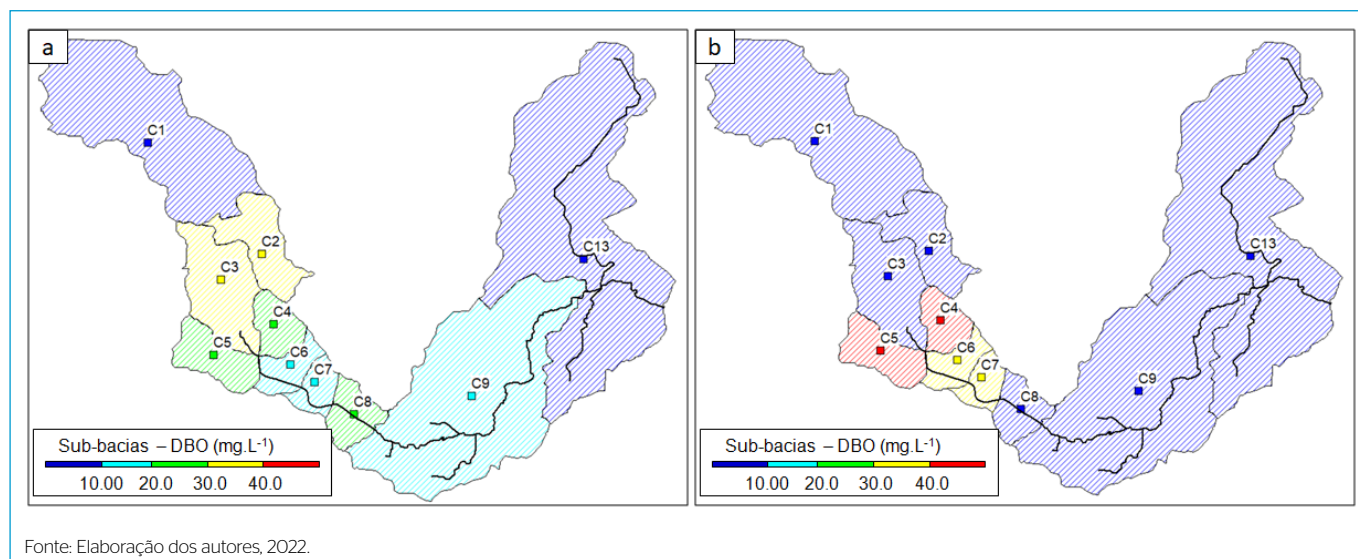 a
C1
C2
C3
C4
C5
C6
C7
C8
C9
C13
Sub-bacias – DBO (mg.L⁻¹)
10.00 20.0 30.0 40.0
b
C1
C2
C3
C4
C5
C6
C7
C8
C9
C13
Sub-bacias – DBO (mg.L⁻¹)
10.00 20.0 30.0 40.0
Fonte: Elaboração dos autores, 2022.